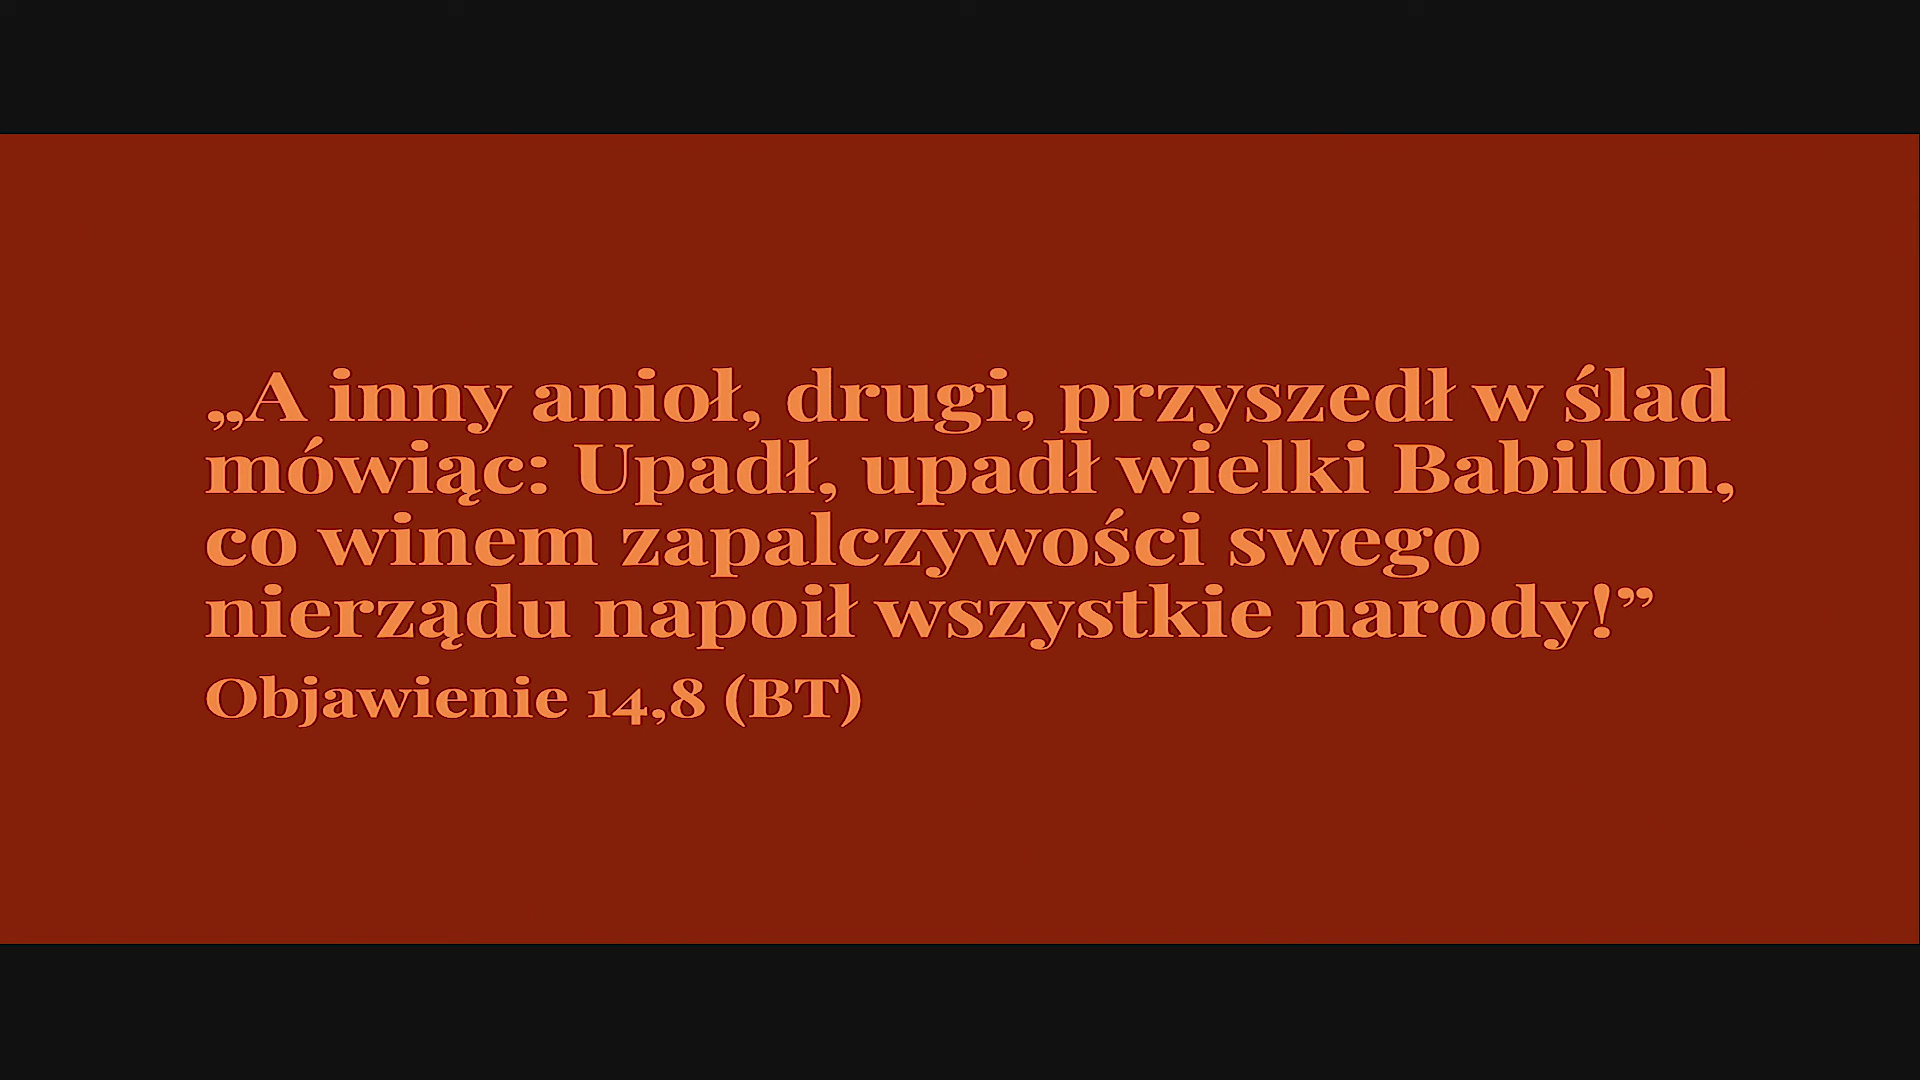 „A inny anioł, drugi, przyszedł w ślad
mówiąc: Upadł, upadł wielki Babilon,
co winem zapalczywości swego
nierządu napoił wszystkie narody!”
Objawienie 14,8 (BT)